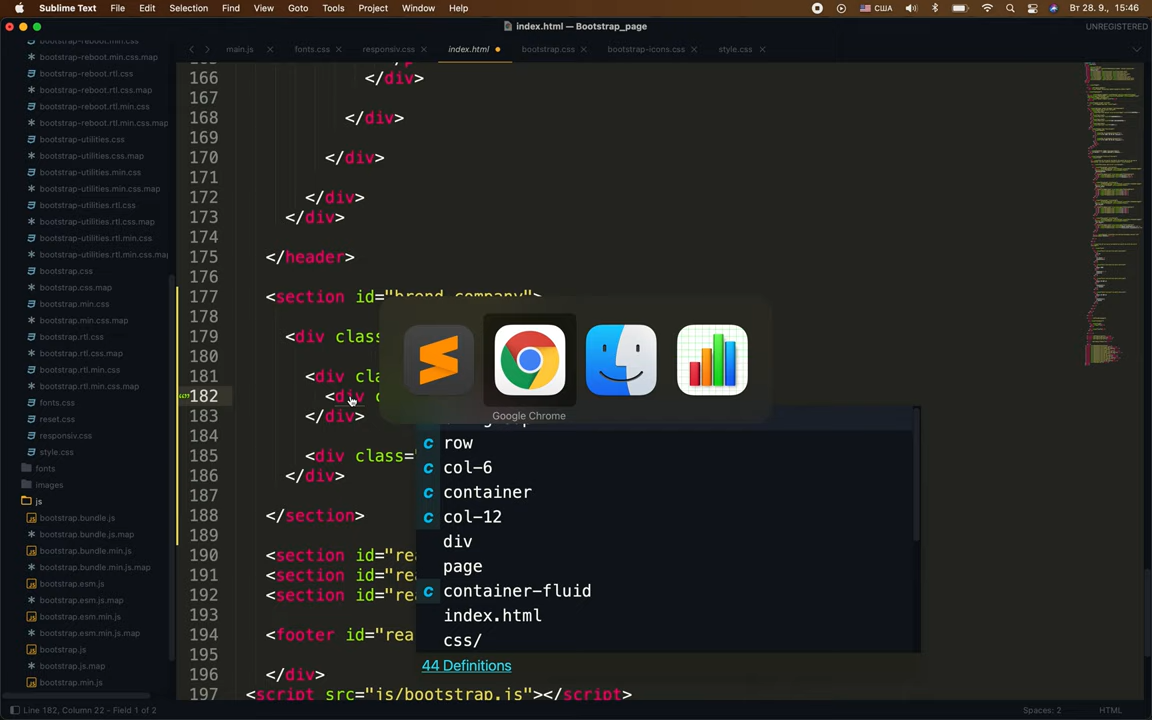 Sublime Text File Edit Selection Find View Goto Tools Project Window Help США Вт 28. 9., 15:46
index.html — Bootstrap_page UNREGISTERED
main.js fonts.css responsiv.css index.html bootstrap.css bootstrap-icons.css style.css
bootstrap-reboot.min.css.map
bootstrap-reboot.rtl.css
bootstrap-reboot.rtl.css.map
bootstrap-reboot.rtl.min.css
bootstrap-reboot.rtl.min.css.map
bootstrap-utilities.css
bootstrap-utilities.css.map
bootstrap-utilities.min.css
bootstrap-utilities.min.css.map
bootstrap-utilities.rtl.css
bootstrap-utilities.rtl.css.map
bootstrap-utilities.rtl.min.css
bootstrap-utilities.rtl.min.css.map
bootstrap.css
bootstrap.css.map
bootstrap.min.css
bootstrap.min.css.map
bootstrap.rtl.css
bootstrap.rtl.css.map
bootstrap.rtl.min.css
bootstrap.rtl.min.css.map
fonts.css
reset.css
responsiv.css
style.css
fonts
images
js
bootstrap.bundle.js
bootstrap.bundle.js.map
bootstrap.bundle.min.js
bootstrap.bundle.min.js.map
bootstrap.esm.js
bootstrap.esm.js.map
bootstrap.esm.min.js
bootstrap.esm.min.js.map
bootstrap.js
bootstrap.js.map
bootstrap.min.js
166 </div>
167
168 </div>
169
170 </div>
171
172 </div>
173 </div>
174
175 </header>
176
177 <section id="brend_company">
178
179 <div class
180
181 <div cla
182 <div c
183 </div>
184
185 <div class="
186 </div>
187
188 </section>
189
190 <section id="rea
191 <section id="rea
192 <section id="rea
193
194 <footer id="rea
195
196 </div>
197 <script src="js/bootstrap.js"></script>
Google Chrome
c row
c col-6
c container
c col-12
div
page
c container-fluid
index.html
css/
44 Definitions
Line 182, Column 22 - Field 1 of 2 Spaces: 2 HTML